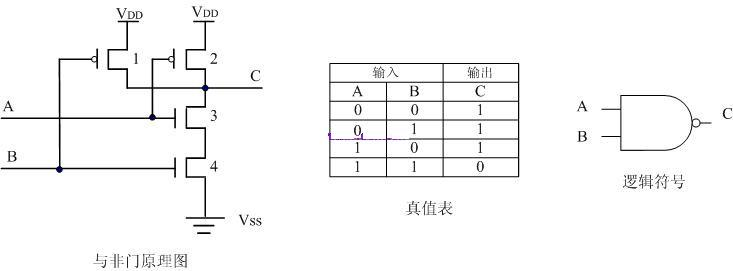 VDD VDD
1 2
C
A
3
B
4
Vss
与非门原理图
输入 输出
A B C
0 0 1
0 1 1
1 0 1
1 1 0
真值表
A
B
C
逻辑符号